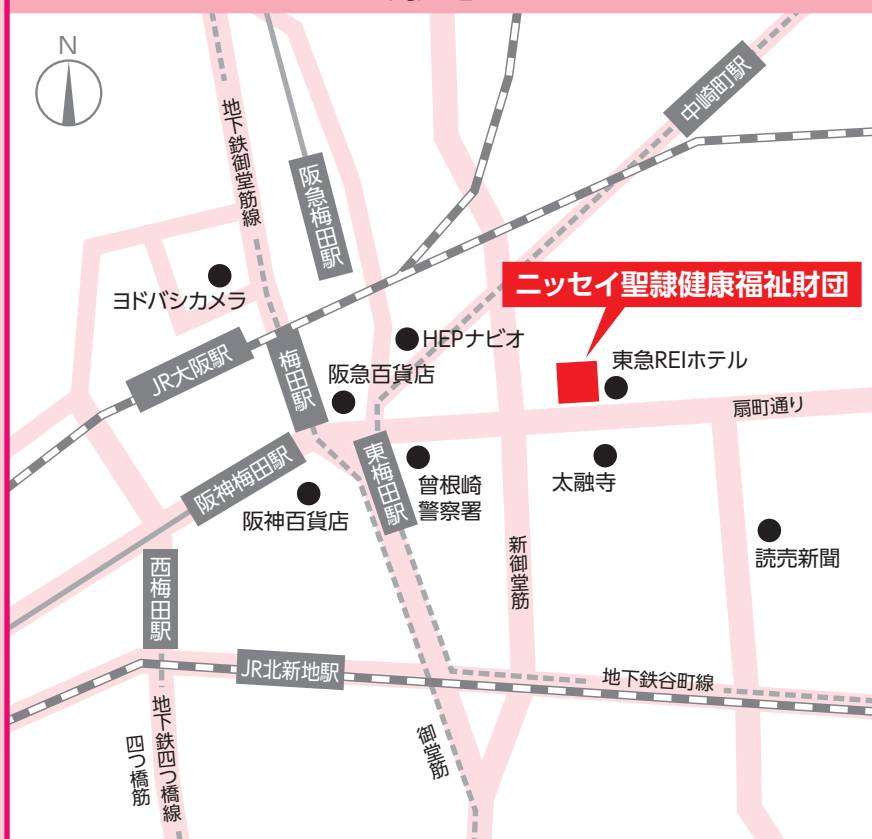 N
中崎町駅
地下鉄御堂筋線
阪急梅田駅
ヨドバシカメラ
ニッセイ聖隷健康福祉財団
HEPナビオ
JR大阪駅
梅田駅
阪急百貨店
東急REIホテル
扇町通り
阪神梅田駅
東梅田駅
曾根崎
警察署
太融寺
阪神百貨店
新御堂筋
読売新聞
西梅田駅
JR北新地駅
地下鉄谷町線
地下鉄四つ橋線
四つ橋筋
御堂筋